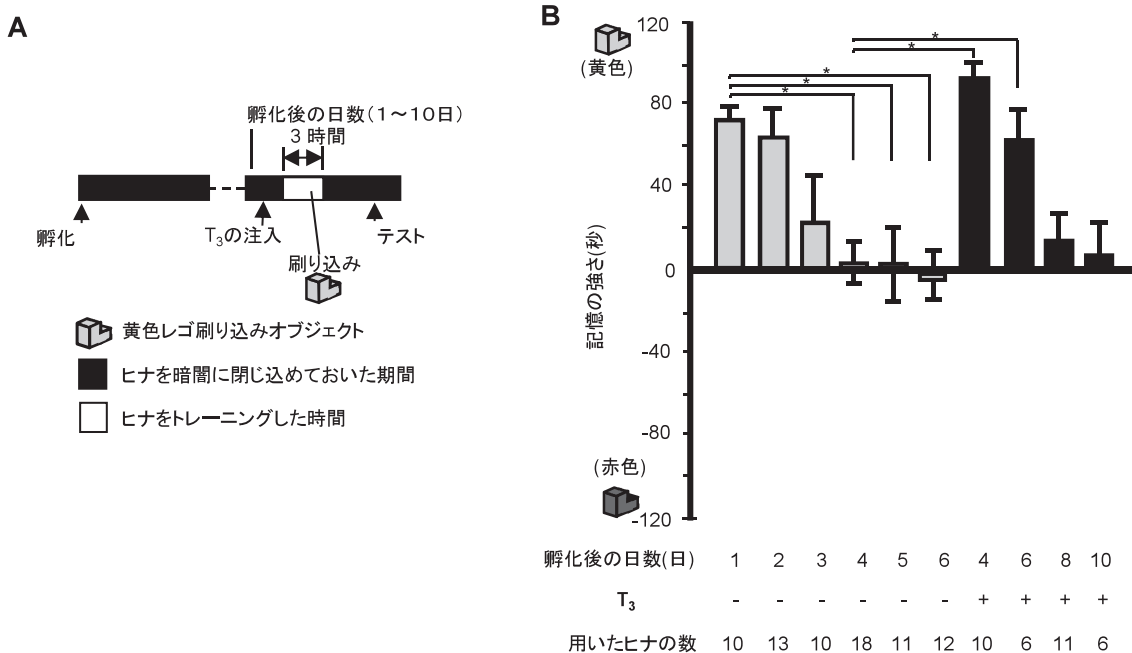 A
孵化後の日数(1～10日)
3 時間
孵化
T3の注入
テスト
刷り込み
黄色レゴ刷り込みオブジェクト
ヒナを暗闇に閉じ込めておいた期間
ヒナをトレーニングした時間
B
(黄色)
記憶の強さ(秒)
120
80
40
0
-40
-80
-120
(赤色)
* * * * *
孵化後の日数(日) 1 2 3 4 5 6 4 6 8 10
T3 - - - - - - + + + +
用いたヒナの数 10 13 10 18 11 12 10 6 11 6